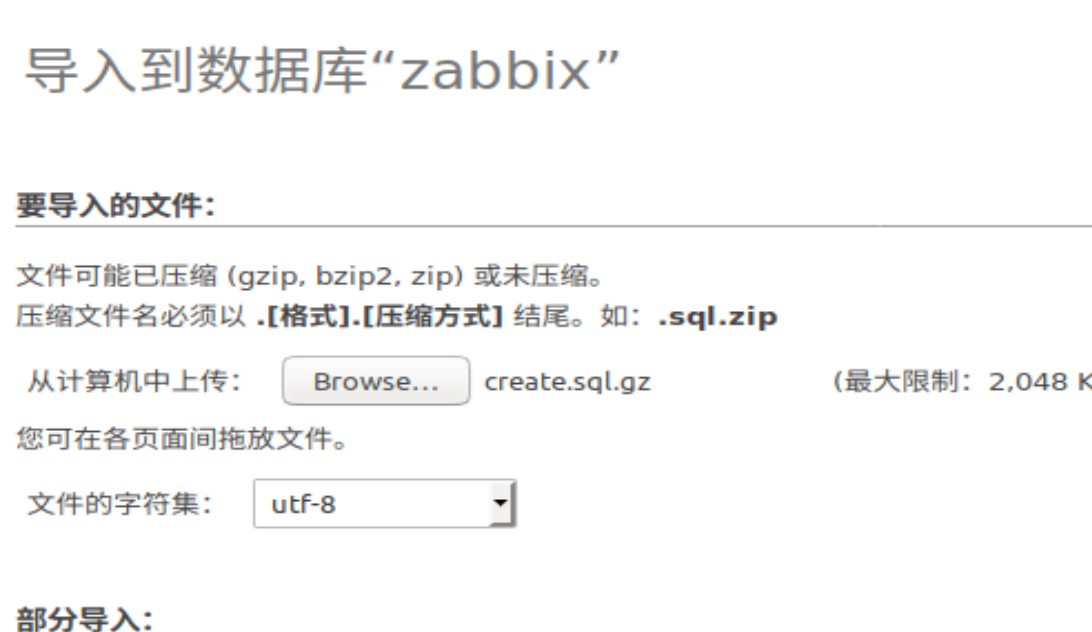 导入到数据库“zabbix”
要导入的文件：
文件可能已压缩 (gzip, bzip2, zip) 或未压缩。
压缩文件名必须以 .[格式].[压缩方式] 结尾。如：.sql.zip
从计算机中上传： Browse... create.sql.gz (最大限制：2,048 K
您可在各页面间拖放文件。
文件的字符集： utf-8
部分导入：